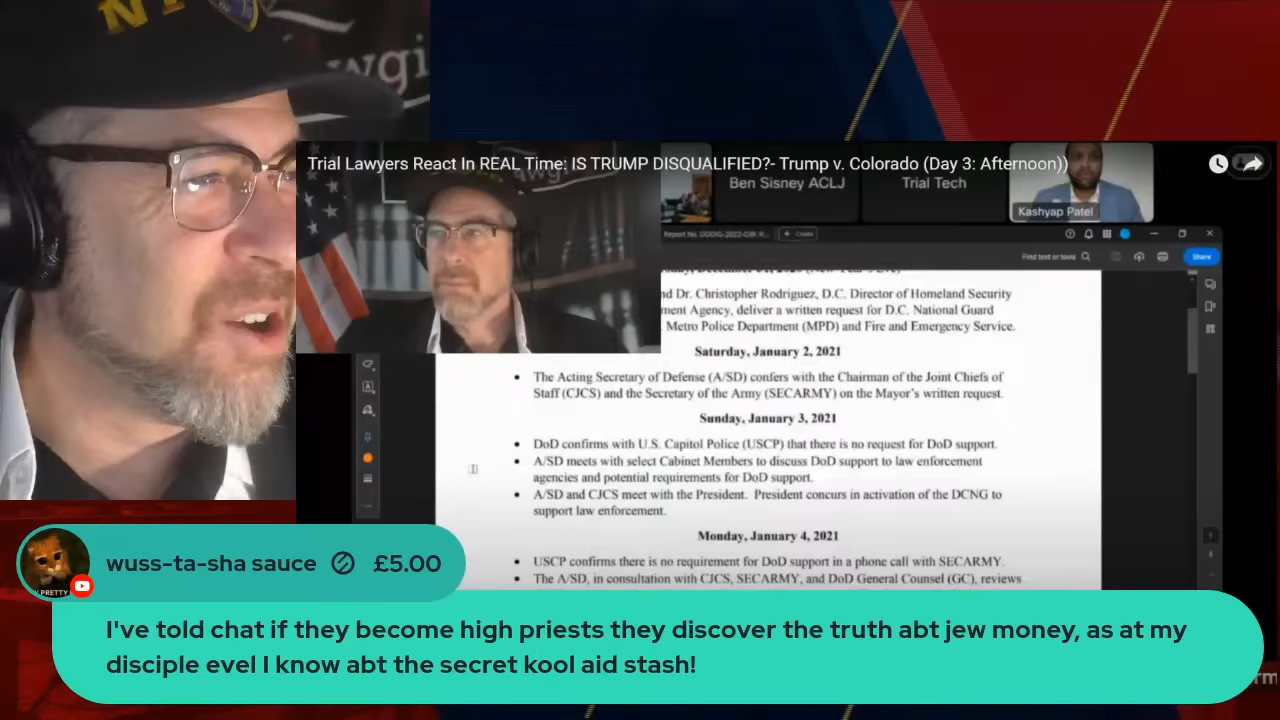 NY
wgi
Trial Lawyers React In REAL Time: IS TRUMP DISQUALIFIED?- Trump v. Colorado (Day 3: Afternoon))
Ben Sisney ACLJ
Trial Tech
Kashyap Patel
Report No. DODIG-2022-039
+ Create
Find text or tools
Share
nd Dr. Christopher Rodriguez, D.C. Director of Homeland Security
ment Agency, deliver a written request for D.C. National Guard
Metro Police Department (MPD) and Fire and Emergency Service.
Saturday, January 2, 2021
• The Acting Secretary of Defense (A/SD) confers with the Chairman of the Joint Chiefs of
Staff (CJCS) and the Secretary of the Army (SECARMY) on the Mayor's written request.
Sunday, January 3, 2021
• DoD confirms with U.S. Capitol Police (USCP) that there is no request for DoD support.
• A/SD meets with select Cabinet Members to discuss DoD support to law enforcement
agencies and potential requirements for DoD support.
• A/SD and CJCS meet with the President. President concurs in activation of the DCNG to
support law enforcement.
Monday, January 4, 2021
• USCP confirms there is no requirement for DoD support in a phone call with SECARMY.
• The A/SD, in consultation with CJCS, SECARMY, and DoD General Counsel (GC), reviews
wuss-ta-sha sauce £5.00
PRETTY
I've told chat if they become high priests they discover the truth abt jew money, as at my
disciple evel I know abt the secret kool aid stash!
rm